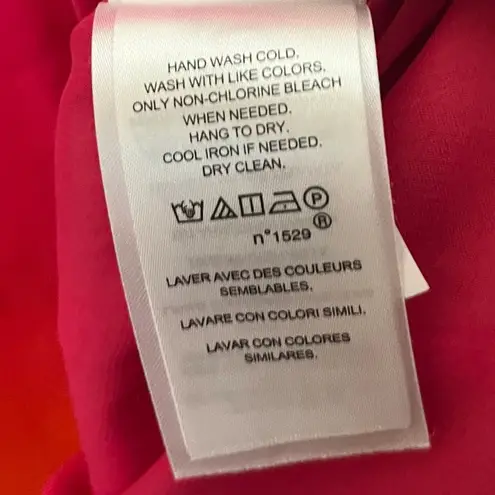 HAND WASH COLD.
WASH WITH LIKE COLORS.
ONLY NON-CHLORINE BLEACH
WHEN NEEDED.
HANG TO DRY.
COOL IRON IF NEEDED.
DRY CLEAN.
P
n°1529 ®
LAVER AVEC DES COULEURS
SEMBLABLES.
LAVARE CON COLORI SIMILI.
LAVAR CON COLORES
SIMILARES.